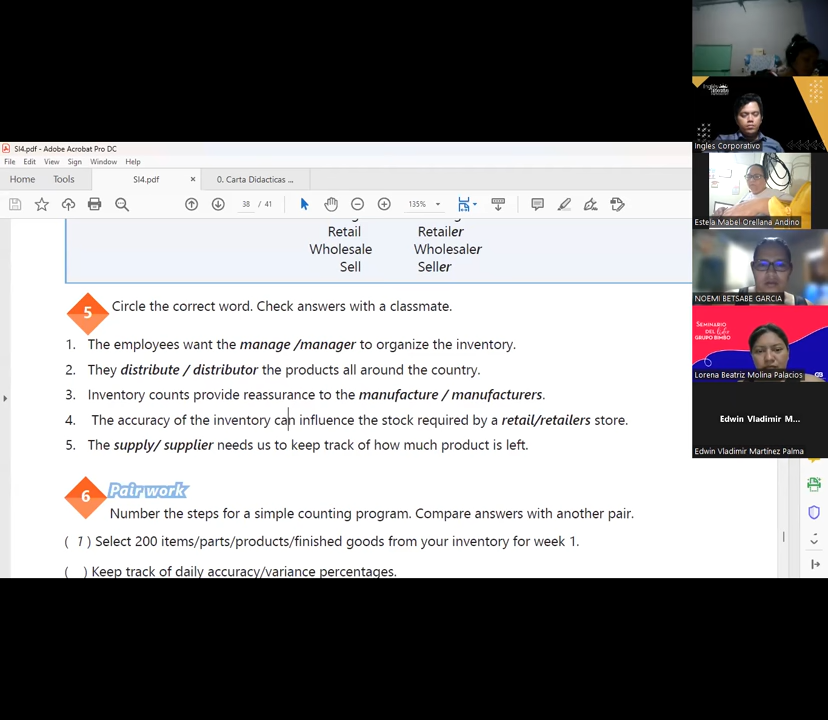 SI4.pdf - Adobe Acrobat Pro DC
File Edit View Sign Window Help
Home Tools SI4.pdf × 0. Carta Didacticas ...
38 / 41 135%
Retail Retailer
Wholesale Wholesaler
Sell Seller
5 Circle the correct word. Check answers with a classmate.
1. The employees want the manage /manager to organize the inventory.
2. They distribute / distributor the products all around the country.
3. Inventory counts provide reassurance to the manufacture / manufacturers.
4. The accuracy of the inventory can influence the stock required by a retail/retailers store.
5. The supply/ supplier needs us to keep track of how much product is left.
6 Pair work
Number the steps for a simple counting program. Compare answers with another pair.
( 1 ) Select 200 items/parts/products/finished goods from your inventory for week 1.
( ) Keep track of daily accuracy/variance percentages.
Ingles Corporativo
Estela Mabel Orellana Andino
NOEMI BETSABE GARCIA
SEMINARIO
DEL
GRUPO BIMBO
Lorena Beatriz Molina Palacios
Edwin Vladimir M...
Edwin Vladimir Martínez Palma